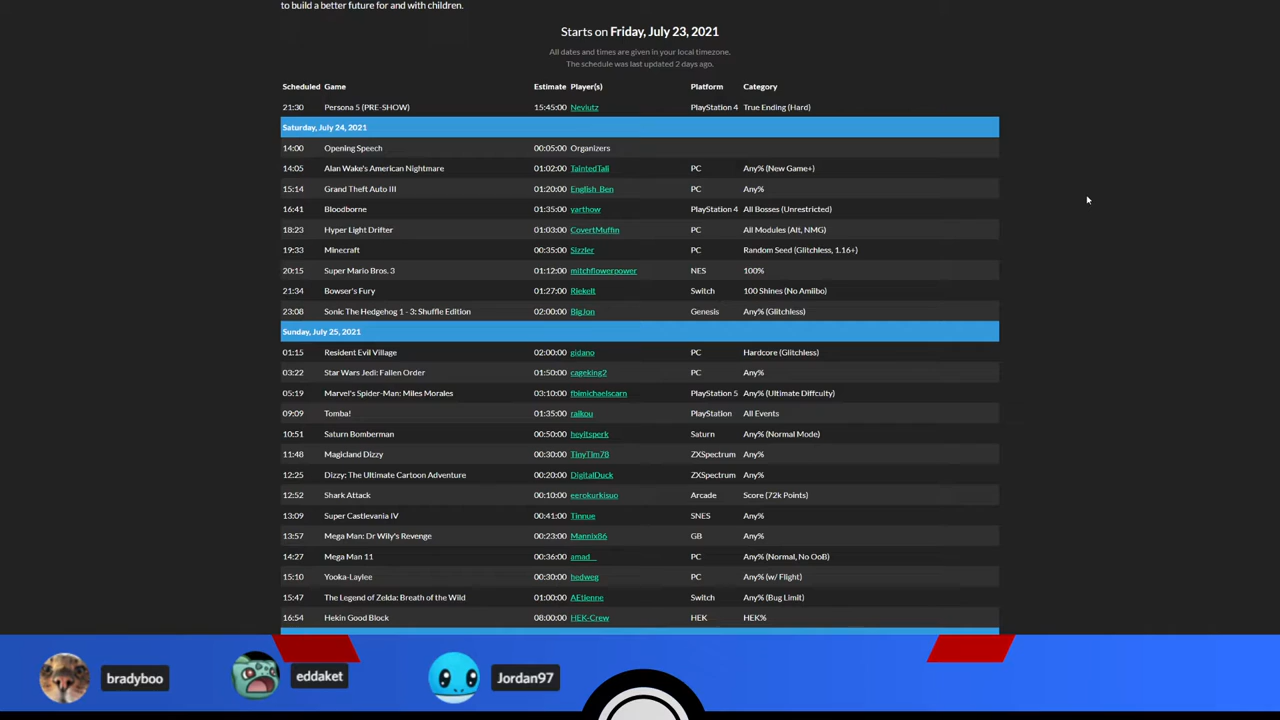 to build a better future for and with children.
Starts on Friday, July 23, 2021
All dates and times are given in your local timezone.
The schedule was last updated 2 days ago.
Scheduled Game Estimate Player(s) Platform Category
21:30 Persona 5 (PRE-SHOW) 15:45:00 Neviutz PlayStation 4 True Ending (Hard)
Saturday, July 24, 2021
14:00 Opening Speech 00:05:00 Organizers
14:05 Alan Wake's American Nightmare 01:02:00 TaintedTali PC Any% (New Game+)
15:14 Grand Theft Auto III 01:20:00 English_Ben PC Any%
16:41 Bloodborne 01:35:00 yarthow PlayStation 4 All Bosses (Unrestricted)
18:23 Hyper Light Drifter 01:03:00 CovertMuffin PC All Modules (Alt, NMG)
19:33 Minecraft 00:35:00 Sizzler PC Random Seed (Glitchless, 1.16+)
20:15 Super Mario Bros. 3 01:12:00 mitchflowerpower NES 100%
21:34 Bowser's Fury 01:27:00 Riekelt Switch 100 Shines (No Amiibo)
23:08 Sonic The Hedgehog 1 - 3: Shuffle Edition 02:00:00 BigJon Genesis Any% (Glitchless)
Sunday, July 25, 2021
01:15 Resident Evil Village 02:00:00 gidano PC Hardcore (Glitchless)
03:22 Star Wars Jedi: Fallen Order 01:50:00 cageking2 PC Any%
05:19 Marvel's Spider-Man: Miles Morales 03:10:00 fbimichaelscarn PlayStation 5 Any% (Ultimate Diffculty)
09:09 Tomba! 01:35:00 raikou PlayStation All Events
10:51 Saturn Bomberman 00:50:00 heyitsperk Saturn Any% (Normal Mode)
11:48 Magicland Dizzy 00:30:00 TinyTim78 ZXSpectrum Any%
12:25 Dizzy: The Ultimate Cartoon Adventure 00:20:00 DigitalDuck ZXSpectrum Any%
12:52 Shark Attack 00:10:00 eerokurkisuo Arcade Score (72k Points)
13:09 Super Castlevania IV 00:41:00 Tinnue SNES Any%
13:57 Mega Man: Dr Wily's Revenge 00:23:00 Mannix86 GB Any%
14:27 Mega Man 11 00:36:00 amad__ PC Any% (Normal, No OoB)
15:10 Yooka-Laylee 00:30:00 hedweg PC Any% (w/ Flight)
15:47 The Legend of Zelda: Breath of the Wild 01:00:00 AEtienne Switch Any% (Bug Limit)
16:54 Hekin Good Block 08:00:00 HEK-Crew HEK HEK%
bradyboo eddaket Jordan97